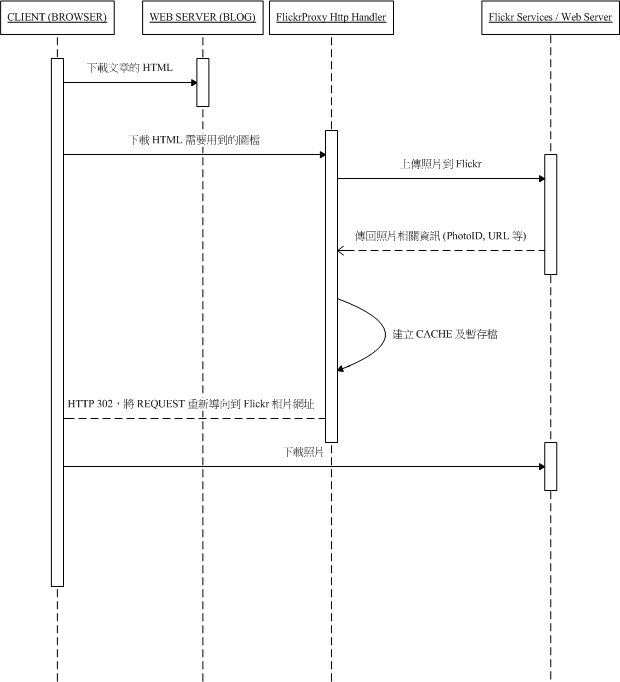 CLIENT (BROWSER)
WEB SERVER (BLOG)
FlickrProxy Http Handler
Flickr Services / Web Server
下載文章的 HTML
下載 HTML 需要用到的圖檔
上傳照片到 Flickr
傳回照片相關資訊 (PhotoID, URL 等)
建立 CACHE 及暫存檔
HTTP 302，將 REQUEST 重新導向到 Flickr 相片網址
下載照片